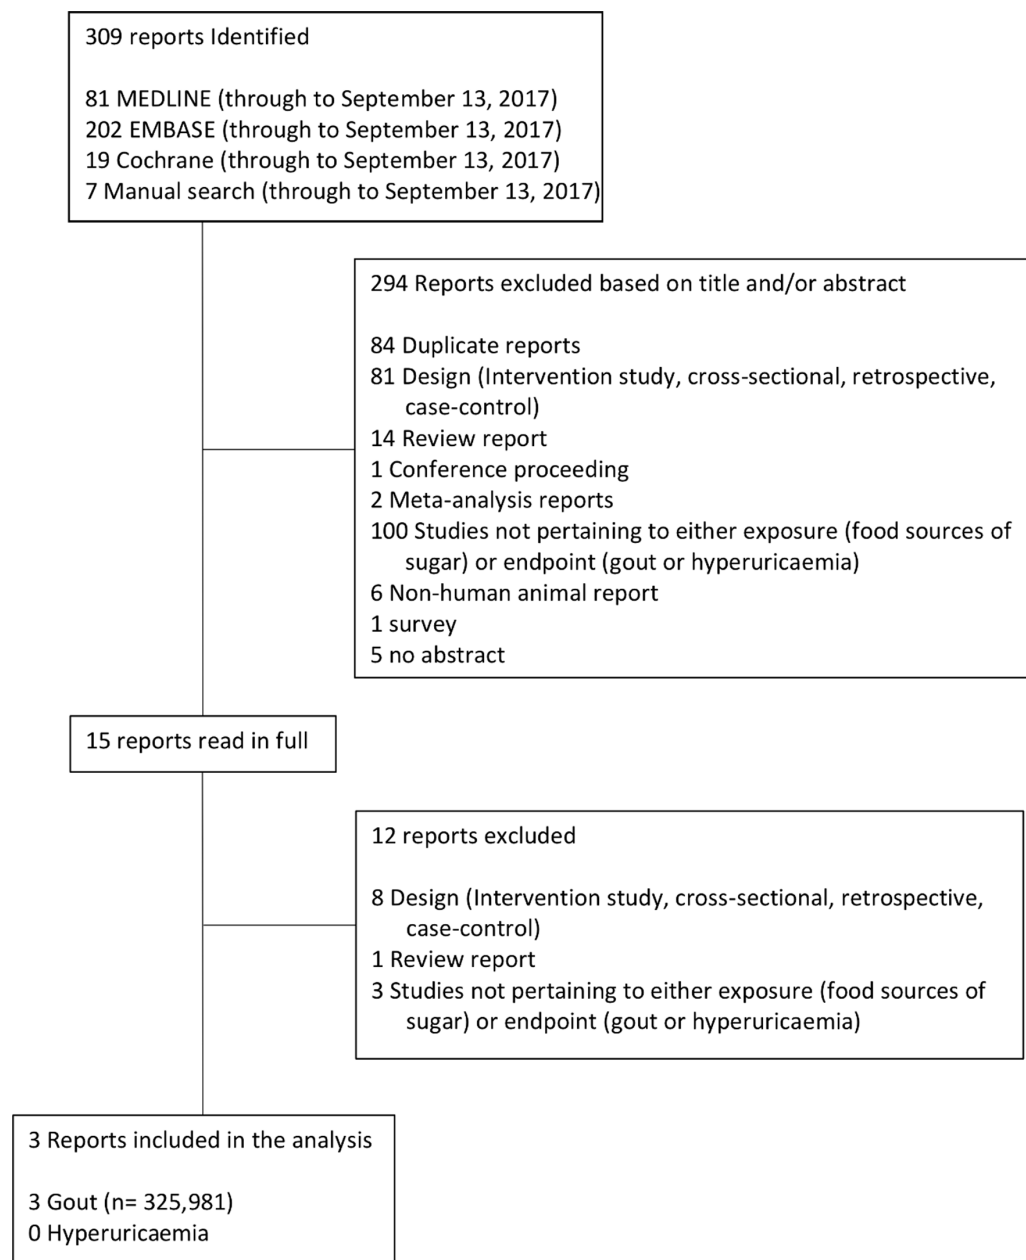 309 reports Identified
81 MEDLINE (through to September 13, 2017)
202 EMBASE (through to September 13, 2017)
19 Cochrane (through to September 13, 2017)
7 Manual search (through to September 13, 2017)
294 Reports excluded based on title and/or abstract
84 Duplicate reports
81 Design (Intervention study, cross-sectional, retrospective,
case-control)
14 Review report
1 Conference proceeding
2 Meta-analysis reports
100 Studies not pertaining to either exposure (food sources of
sugar) or endpoint (gout or hyperuricaemia)
6 Non-human animal report
1 survey
5 no abstract
15 reports read in full
12 reports excluded
8 Design (Intervention study, cross-sectional, retrospective,
case-control)
1 Review report
3 Studies not pertaining to either exposure (food sources of
sugar) or endpoint (gout or hyperuricaemia)
3 Reports included in the analysis
3 Gout (n= 325,981)
0 Hyperuricaemia